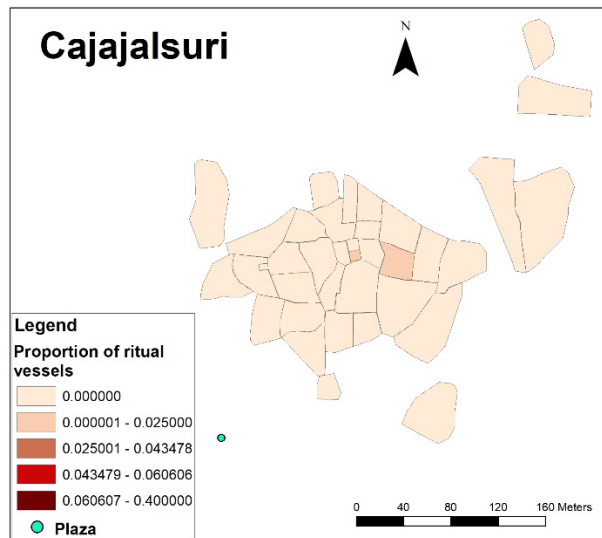 Cajajalsuri
N
Legend
Proportion of ritual
vessels
0.000000
0.000001 - 0.025000
0.025001 - 0.043478
0.043479 - 0.060606
0.060607 - 0.400000
Plaza
0 40 80 120 160 Meters